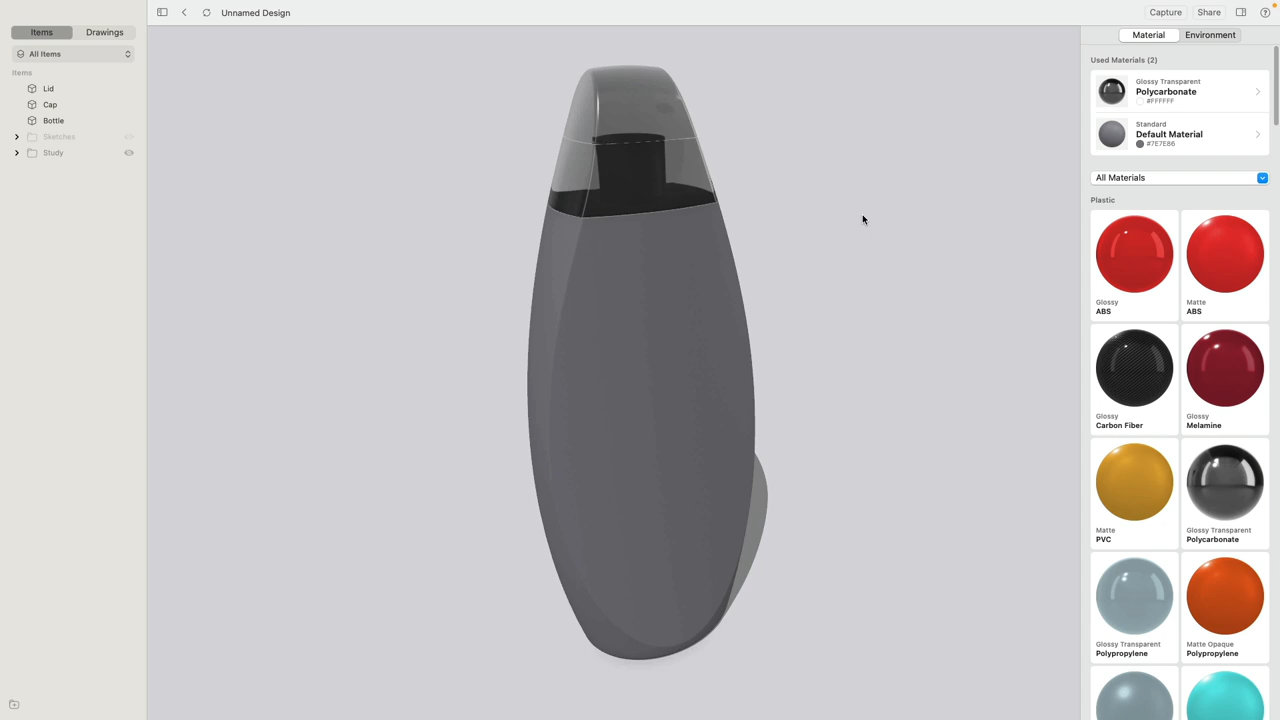 Unnamed Design
Capture
Share
Items
Drawings
All Items
Items
Lid
Cap
Bottle
Sketches
Study
Material
Environment
Used Materials (2)
Glossy Transparent
Polycarbonate
#FFFFFF
Standard
Default Material
#7E7E86
All Materials
Plastic
Glossy
ABS
Matte
ABS
Glossy
Carbon Fiber
Glossy
Melamine
Matte
PVC
Glossy Transparent
Polycarbonate
Glossy Transparent
Polypropylene
Matte Opaque
Polypropylene